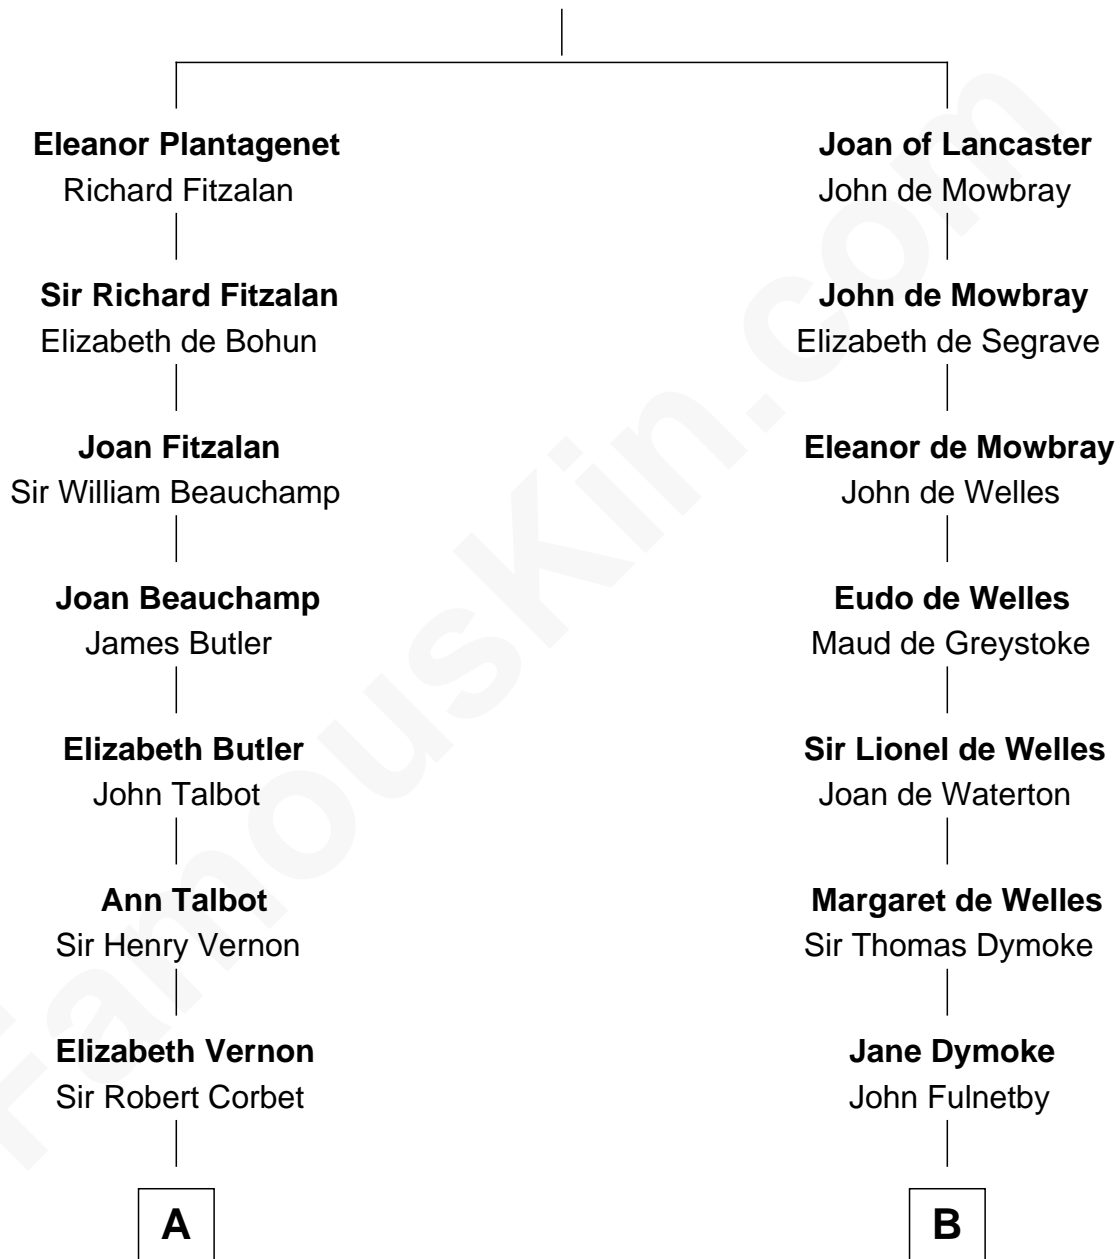 Eleanor Plantagenet
Richard Fitzalan
Sir Richard Fitzalan
Elizabeth de Bohun
Joan Fitzalan
Sir William Beauchamp
Joan Beauchamp
James Butler
Elizabeth Butler
John Talbot
Ann Talbot
Sir Henry Vernon
Elizabeth Vernon
Sir Robert Corbet
A
Joan of Lancaster
John de Mowbray
John de Mowbray
Elizabeth de Segrave
Eleanor de Mowbray
John de Welles
Eudo de Welles
Maud de Greystoke
Sir Lionel de Welles
Joan de Waterton
Margaret de Welles
Sir Thomas Dymoke
Jane Dymoke
John Fulnetby
B
FamousKin.com